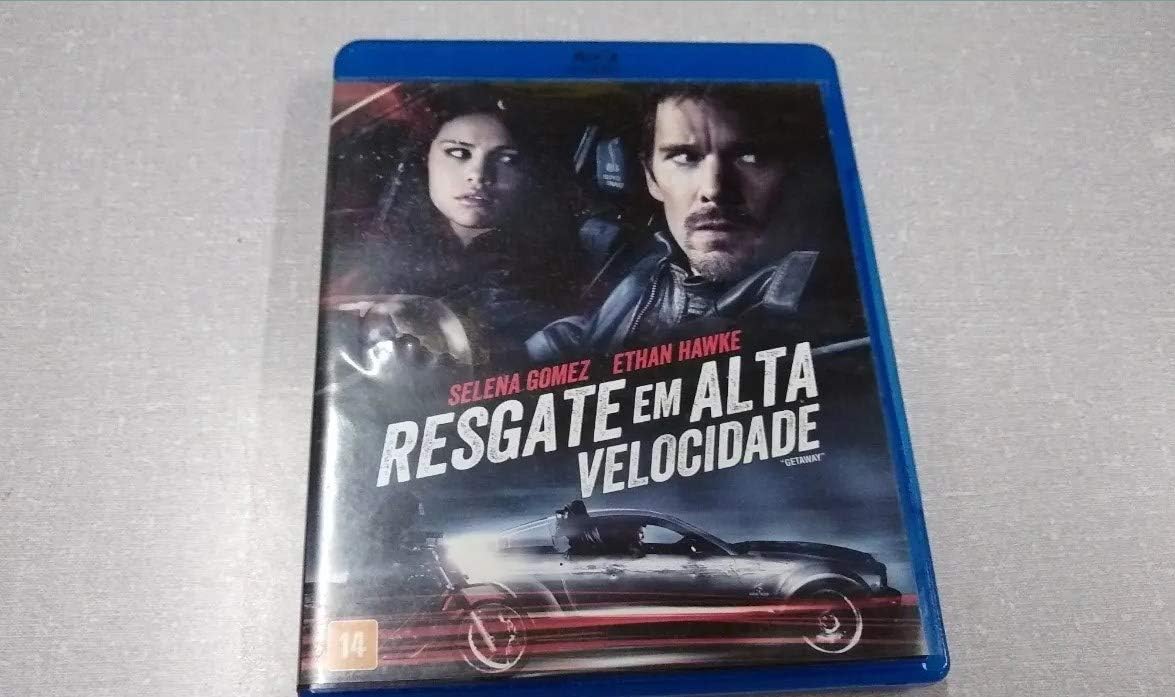 SELENA GOMEZ ETHAN HAWKE
RESGATE EM ALTA
VELOCIDADE
"GETAWAY"
14